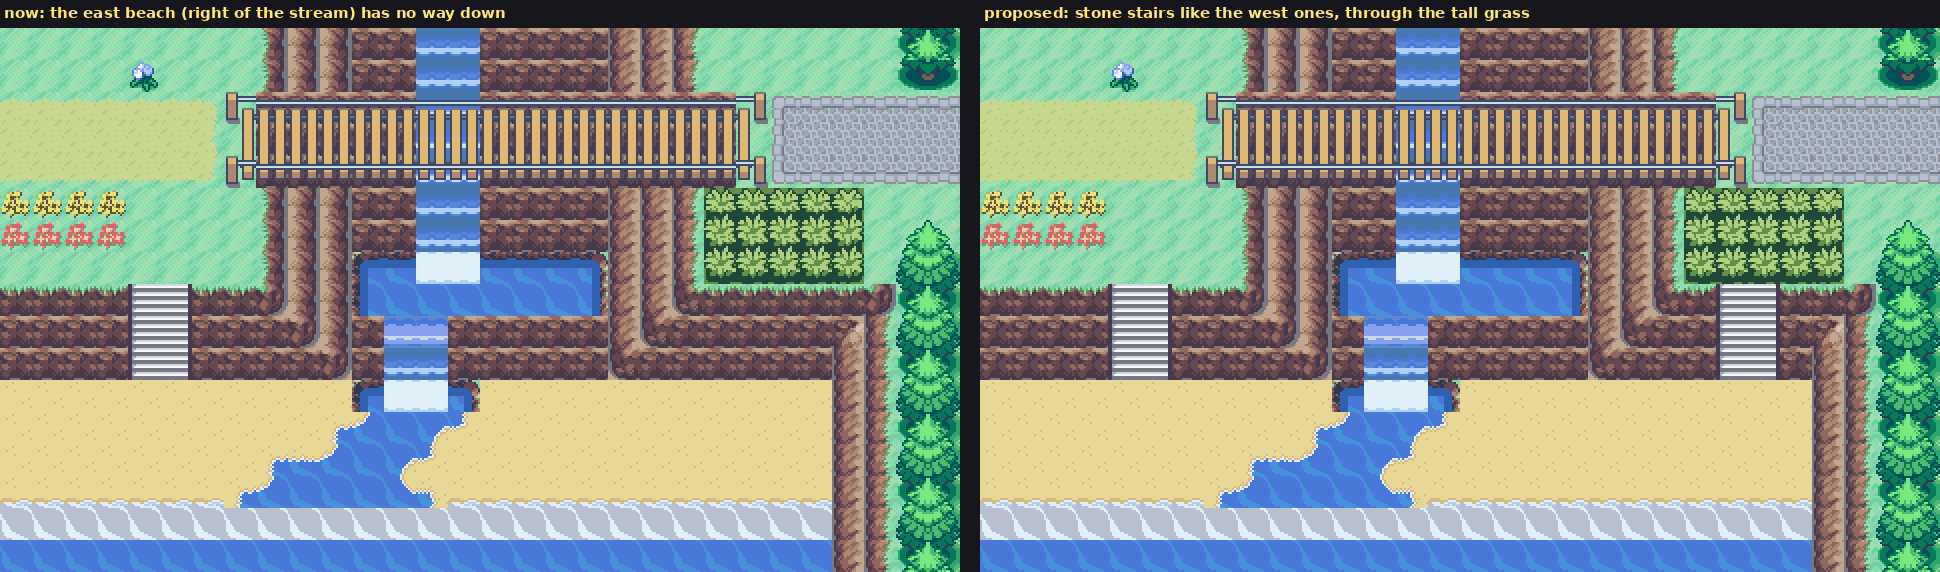 now: the east beach (right of the stream) has no way down
proposed: stone stairs like the west ones, through the tall grass